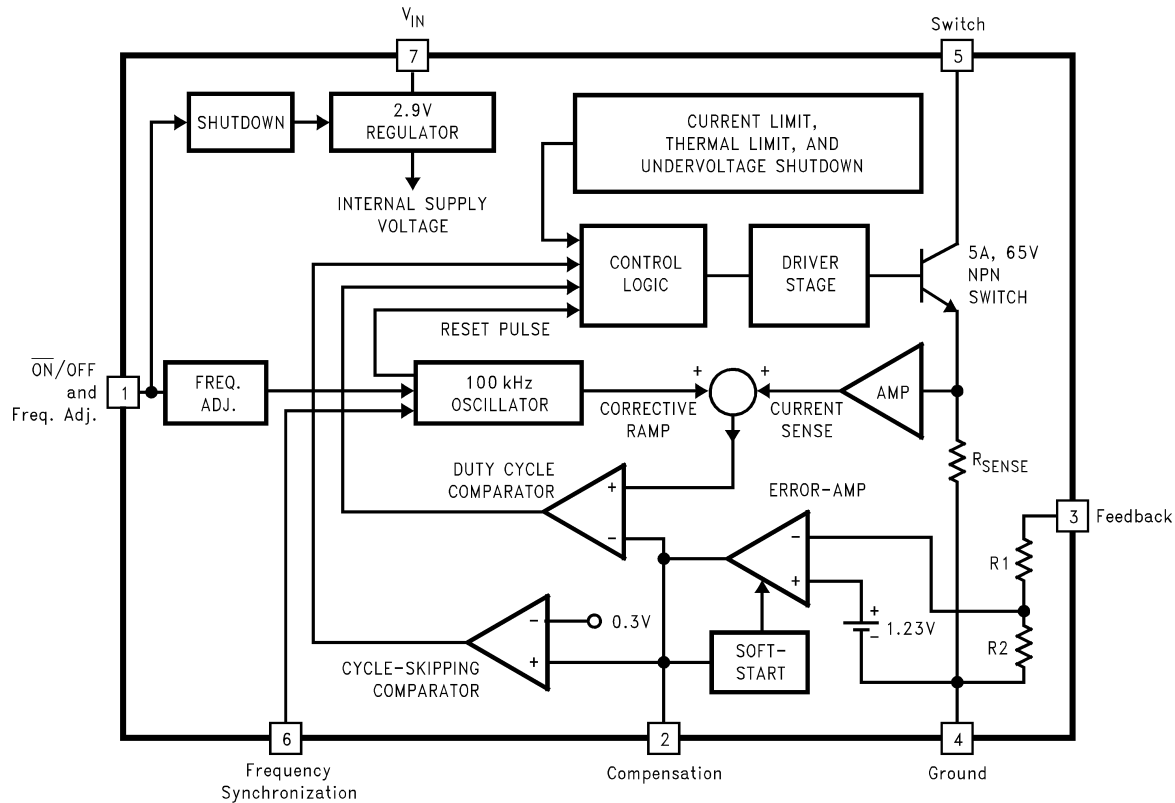 VIN
Switch
7
5
SHUTDOWN
2.9V
REGULATOR
CURRENT LIMIT,
THERMAL LIMIT, AND
UNDERVOLTAGE SHUTDOWN
INTERNAL SUPPLY
VOLTAGE
CONTROL
LOGIC
DRIVER
STAGE
5A, 65V
NPN
SWITCH
RESET PULSE
ON/OFF
and
Freq. Adj.
1
FREQ.
ADJ.
100 kHz
OSCILLATOR
+
+
CORRECTIVE
RAMP
CURRENT
SENSE
AMP
RSENSE
DUTY CYCLE
COMPARATOR
+
−
ERROR-AMP
−
+
3
Feedback
R1
R2
+
−
1.23V
−
+
0.3V
CYCLE-SKIPPING
COMPARATOR
SOFT-
START
6
2
4
Frequency
Synchronization
Compensation
Ground